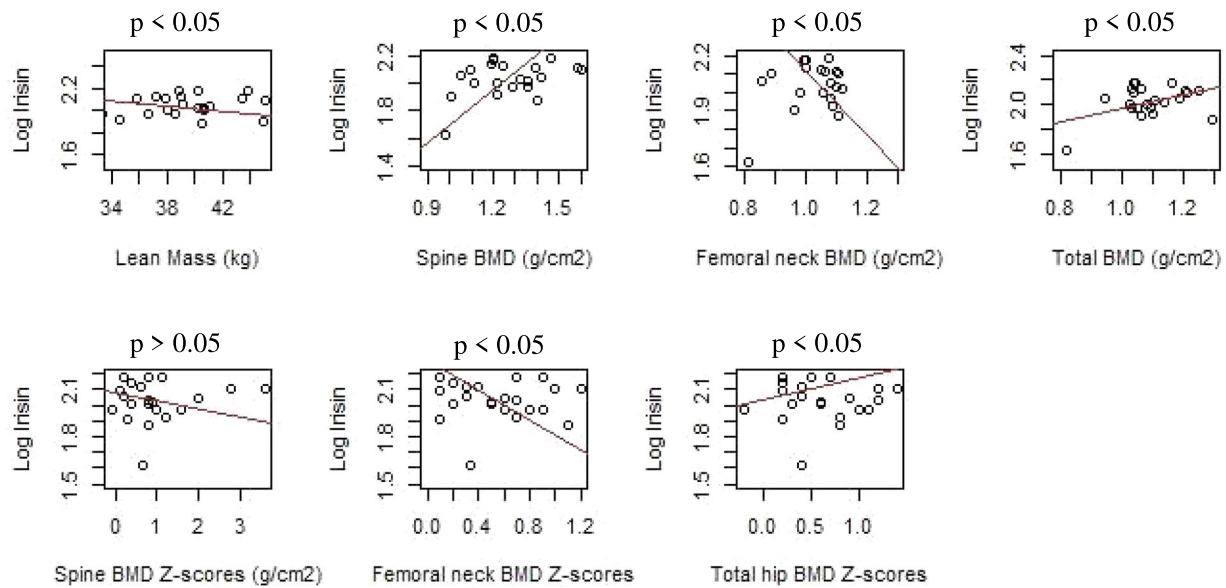 p < 0.05
p < 0.05
p < 0.05
p < 0.05
Log Irisin
2.2
1.6
34 38 42
Lean Mass (kg)
Log Irisin
2.2
1.8
1.4
0.9 1.2 1.5
Spine BMD (g/cm2)
Log Irisin
2.2
1.9
1.6
0.8 1.0 1.2
Femoral neck BMD (g/cm2)
Log Irisin
2.4
2.0
1.6
0.8 1.0 1.2
Total BMD (g/cm2)
p > 0.05
p < 0.05
p < 0.05
Log Irisin
2.1
1.8
1.5
0 1 2 3
Spine BMD Z-scores (g/cm2)
Log Irisin
2.1
1.8
1.5
0.0 0.4 0.8 1.2
Femoral neck BMD Z-scores
Log Irisin
2.1
1.8
1.5
0.0 0.5 1.0
Total hip BMD Z-scores